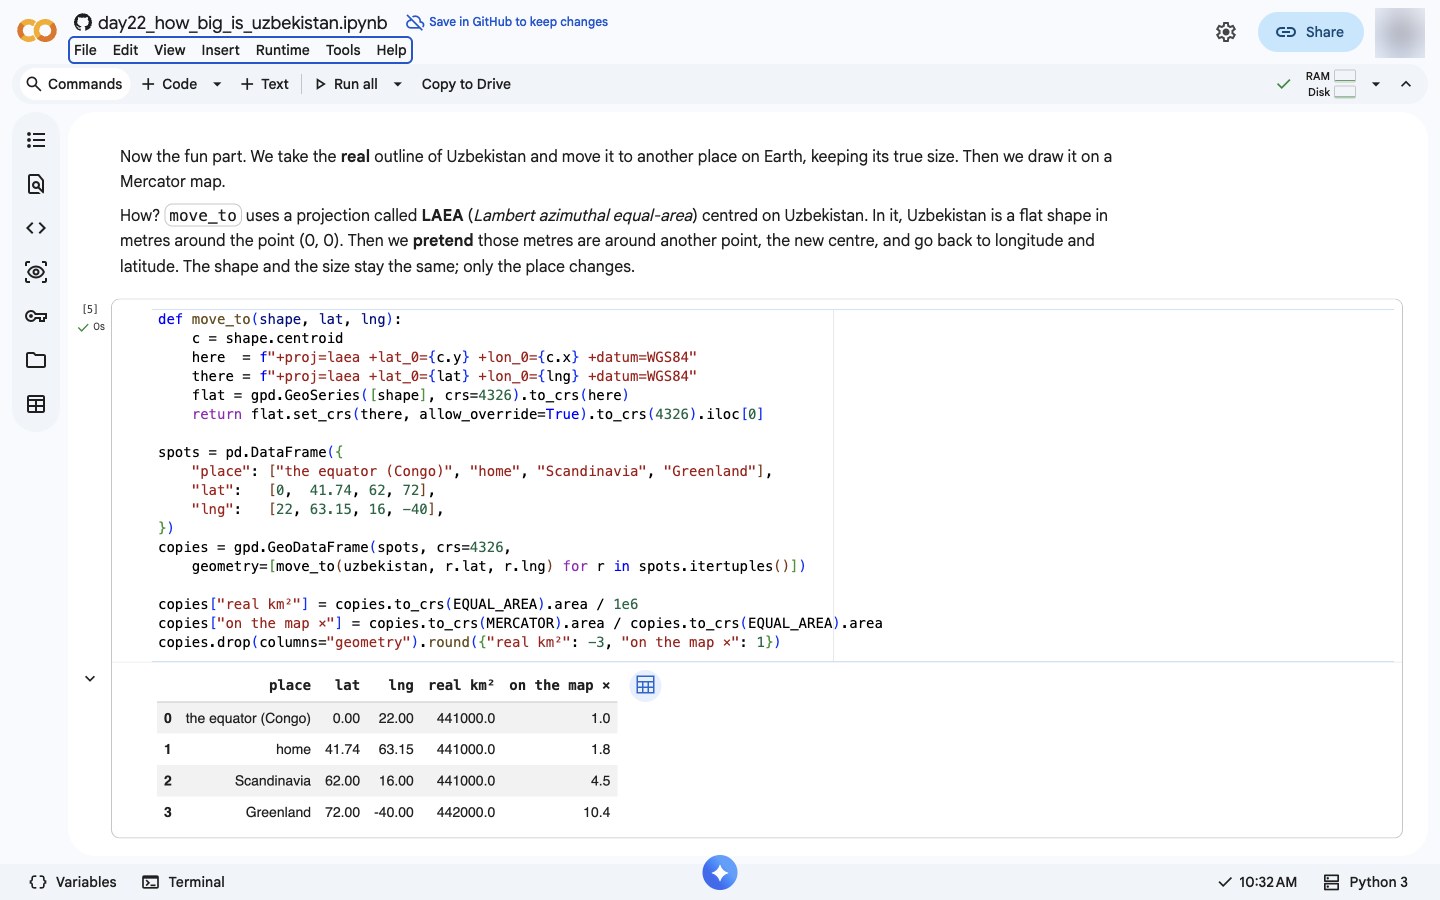 day22_how_big_is_uzbekistan.ipynb
Save in GitHub to keep changes
File Edit View Insert Runtime Tools Help
Share
Commands + Code + Text Run all Copy to Drive
RAM
Disk
Now the fun part. We take the real outline of Uzbekistan and move it to another place on Earth, keeping its true size. Then we draw it on a
Mercator map.
How? move_to uses a projection called LAEA (Lambert azimuthal equal-area) centred on Uzbekistan. In it, Uzbekistan is a flat shape in
metres around the point (0, 0). Then we pretend those metres are around another point, the new centre, and go back to longitude and
latitude. The shape and the size stay the same; only the place changes.
[5]
0s
def move_to(shape, lat, lng):
    c = shape.centroid
    here  = f"+proj=laea +lat_0={c.y} +lon_0={c.x} +datum=WGS84"
    there = f"+proj=laea +lat_0={lat} +lon_0={lng} +datum=WGS84"
    flat = gpd.GeoSeries([shape], crs=4326).to_crs(here)
    return flat.set_crs(there, allow_override=True).to_crs(4326).iloc[0]
spots = pd.DataFrame({
    "place": ["the equator (Congo)", "home", "Scandinavia", "Greenland"],
    "lat":   [0,  41.74, 62, 72],
    "lng":   [22, 63.15, 16, -40],
})
copies = gpd.GeoDataFrame(spots, crs=4326,
    geometry=[move_to(uzbekistan, r.lat, r.lng) for r in spots.itertuples()])
copies["real km²"] = copies.to_crs(EQUAL_AREA).area / 1e6
copies["on the map ×"] = copies.to_crs(MERCATOR).area / copies.to_crs(EQUAL_AREA).area
copies.drop(columns="geometry").round({"real km²": -3, "on the map ×": 1})
place lat lng real km² on the map ×
0 the equator (Congo) 0.00 22.00 441000.0 1.0
1 home 41.74 63.15 441000.0 1.8
2 Scandinavia 62.00 16.00 441000.0 4.5
3 Greenland 72.00 -40.00 442000.0 10.4
Variables Terminal 10:32 AM Python 3